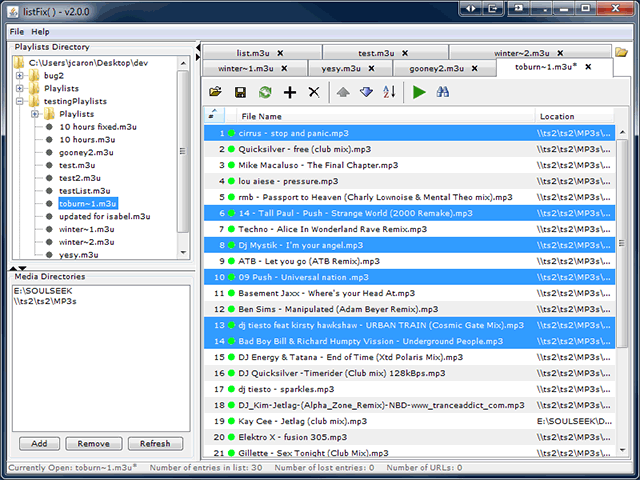 listFix( ) - v2.0.0
File Help
Playlists Directory
C:\Users\jcaron\Desktop\dev
bug2
Playlists
testingPlaylists
Playlists
10 hours fixed.m3u
10 hours.m3u
gooney2.m3u
test.m3u
test2.m3u
testList.m3u
toburn~1.m3u
updated for isabel.m3u
winter~1.m3u
winter~2.m3u
yesy.m3u
Media Directories
E:\SOULSEEK
\\ts2\ts2\MP3s
Add Remove Refresh
list.m3u test.m3u winter~2.m3u
winter~1.m3u yesy.m3u gooney2.m3u toburn~1.m3u*
# File Name Location
1 cirrus - stop and panic.mp3 \\ts2\ts2\MP3s\...
2 Quicksilver - free (club mix).mp3 \\ts2\ts2\MP3s\...
3 Mike Macaluso - The Final Chapter.mp3 \\ts2\ts2\MP3s\...
4 lou aiese - pressure.mp3 \\ts2\ts2\MP3s\...
5 rmb - Passport to Heaven (Charly Lownoise & Mental Theo mix).mp3 \\ts2\ts2\MP3s\...
6 14 - Tall Paul - Push - Strange World (2000 Remake).mp3 \\ts2\ts2\MP3s\...
7 Techno - Alice In Wonderland Rave Remix.mp3 \\ts2\ts2\MP3s\...
8 Dj Mystik - I'm your angel.mp3 \\ts2\ts2\MP3s\...
9 ATB - Let you go (ATB Remix).mp3 \\ts2\ts2\MP3s\...
10 09 Push - Universal nation .mp3 \\ts2\ts2\MP3s\...
11 Basement Jaxx - Where's your Head At.mp3 \\ts2\ts2\MP3s\...
12 Ben Sims - Manipulated (Adam Beyer Remix).mp3 \\ts2\ts2\MP3s\...
13 dj tiesto feat kirsty hawkshaw - URBAN TRAIN (Cosmic Gate Mix).mp3 \\ts2\ts2\MP3s\...
14 Bad Boy Bill & Richard Humpty Vission - Underground People.mp3 \\ts2\ts2\MP3s\...
15 DJ Energy & Tatana - End of Time (Xtd Polaris Mix).mp3 \\ts2\ts2\MP3s\...
16 DJ Quicksilver -Timerider (Club mix) 128kBps.mp3 \\ts2\ts2\MP3s\...
17 dj tiesto - sparkles.mp3 \\ts2\ts2\MP3s\...
18 DJ_Kim-Jetlag-(Alpha_Zone_Remix)-NBD-www_tranceaddict_com.mp3 \\ts2\ts2\MP3s\...
19 Kay Cee - Jetlag (club mix).mp3 E:\SOULSEEK\D...
20 Elektro X - fusion 305.mp3 \\ts2\ts2\MP3s\...
21 Gillette - Sex Tonight (Club Mix).mp3 \\ts2\ts2\MP3s\...
Currently Open: toburn~1.m3u* Number of entries in list: 30 Number of lost entries: 0 Number of URLs: 0